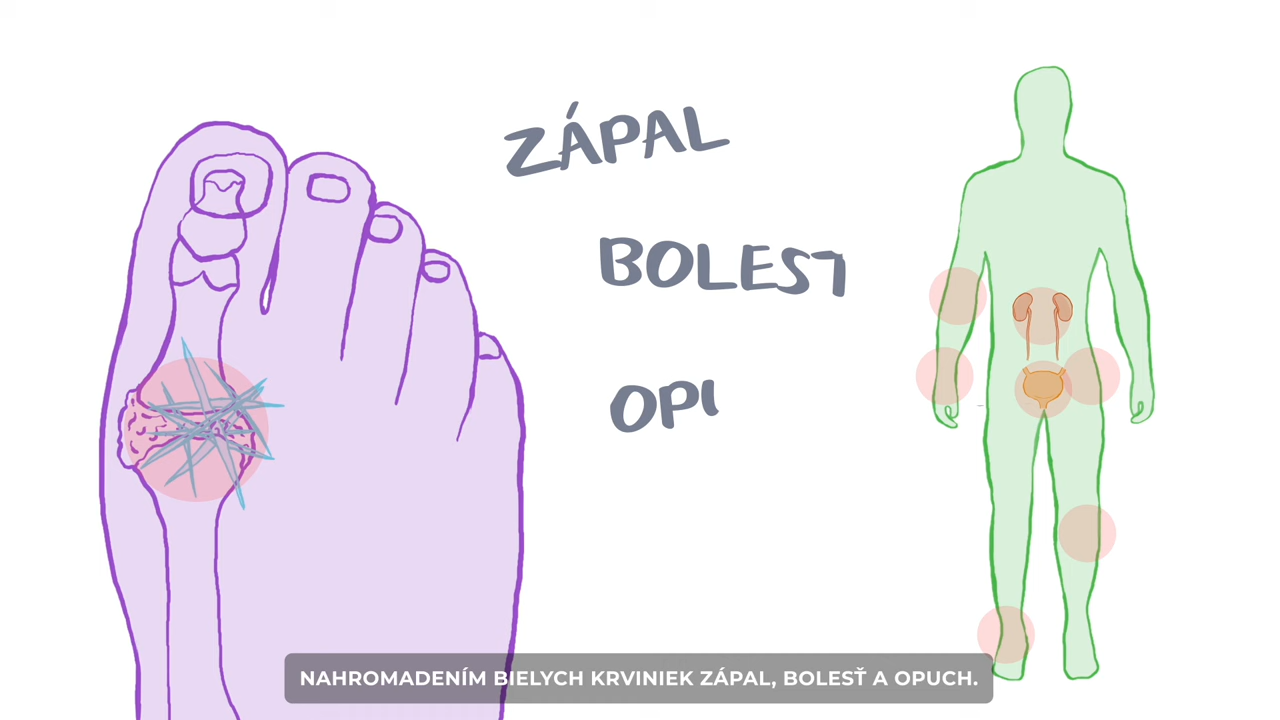 ZÁPAL
BOLEST
OPI
NAHROMADENÍM BIELYCH KRVINIEK ZÁPAL, BOLESŤ A OPUCH.